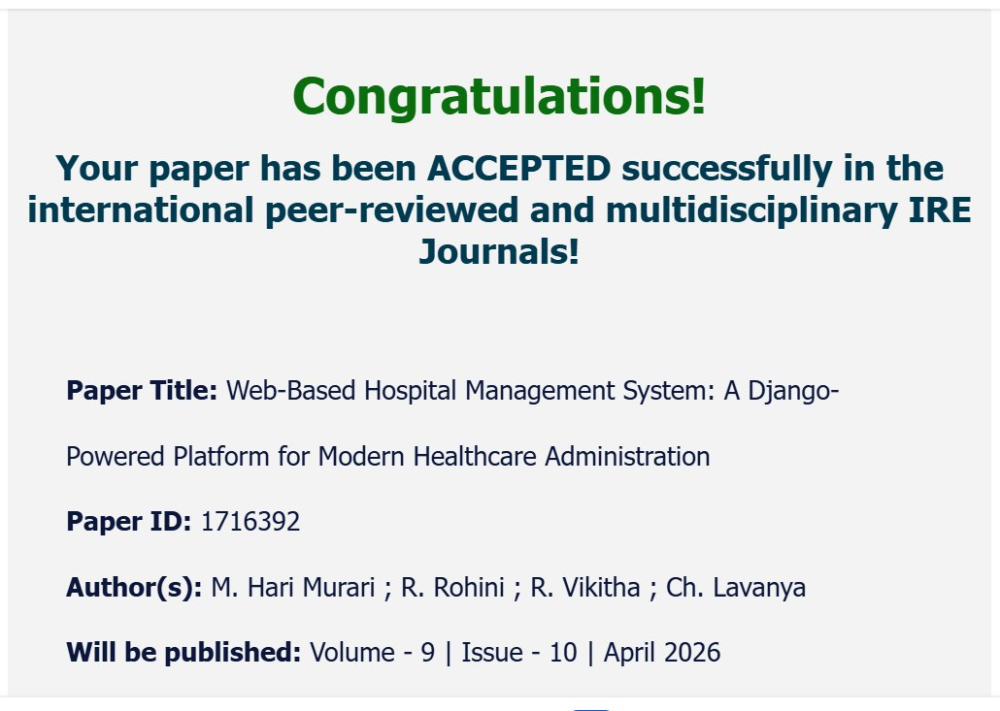 Congratulations!
Your paper has been ACCEPTED successfully in the
international peer-reviewed and multidisciplinary IRE
Journals!
Paper Title: Web-Based Hospital Management System: A Django-
Powered Platform for Modern Healthcare Administration
Paper ID: 1716392
Author(s): M. Hari Murari ; R. Rohini ; R. Vikitha ; Ch. Lavanya
Will be published: Volume - 9 | Issue - 10 | April 2026